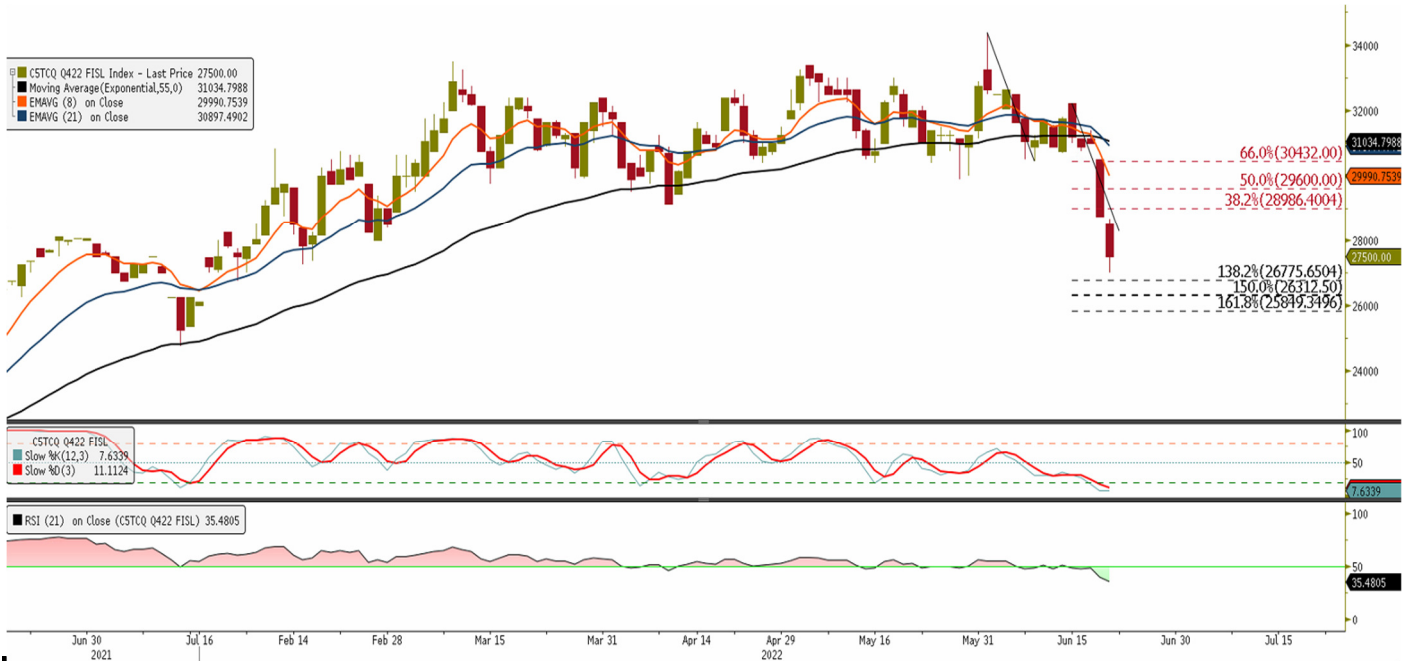 C5TCQ Q422 FISL Index - Last Price 27500.00
Moving Average(Exponential,55,0) 31034.7988
EMAVG (8) on Close 29990.7539
EMAVG (21) on Close 30897.4902
34000
32000
31034.7988
66.0%(30432.00)
29990.7539
50.0%(29600.00)
38.2%(28986.4004)
28000
27500.00
138.2%(26775.6504)
150.0%(26312.50)
161.8%(25849.3496)
26000
24000
C5TCQ Q422 FISL
Slow %K(12,3) 7.6339
Slow %D(3) 11.1124
100
50
7.6339
RSI (21) on Close (C5TCQ Q422 FISL) 35.4805
100
50
35.4805
0
Jun 30 Jul 16 Feb 14 Feb 28 Mar 15 Mar 31 Apr 14 Apr 29 May 16 May 31 Jun 15 Jun 30 Jul 15
2021 2022